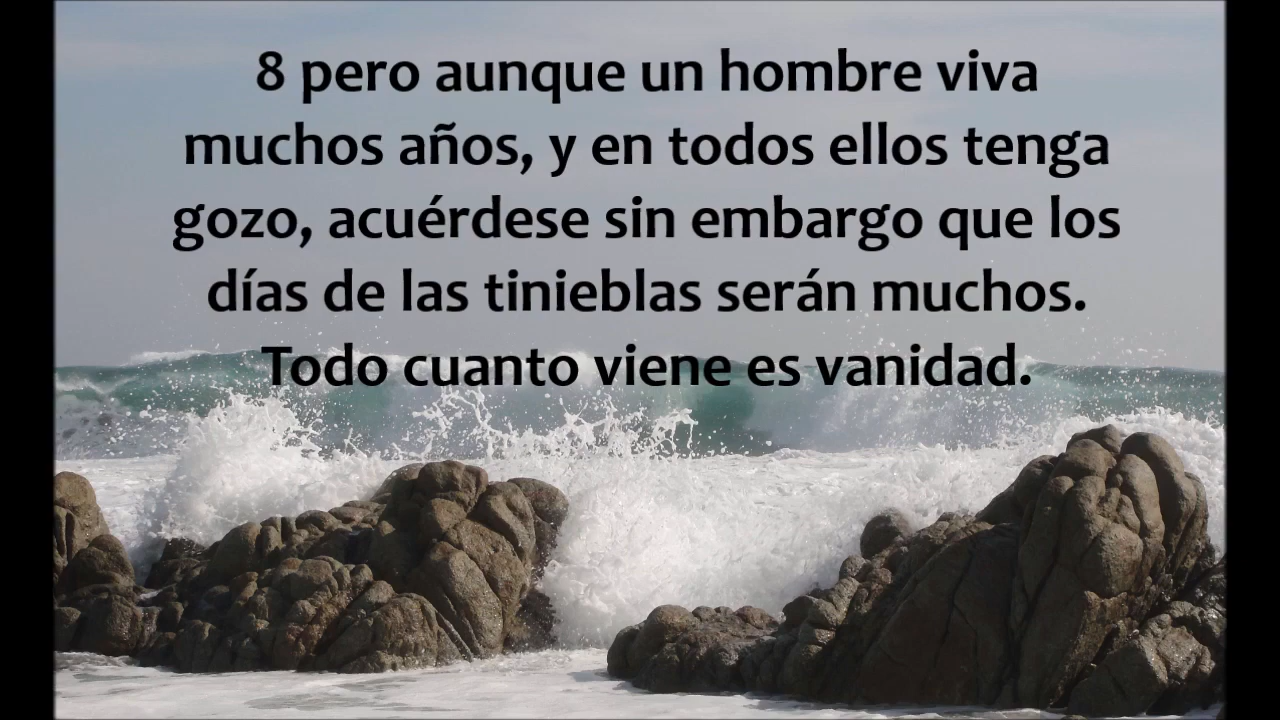 8 pero aunque un hombre viva
muchos años, y en todos ellos tenga
gozo, acuérdese sin embargo que los
días de las tinieblas serán muchos.
Todo cuanto viene es vanidad.